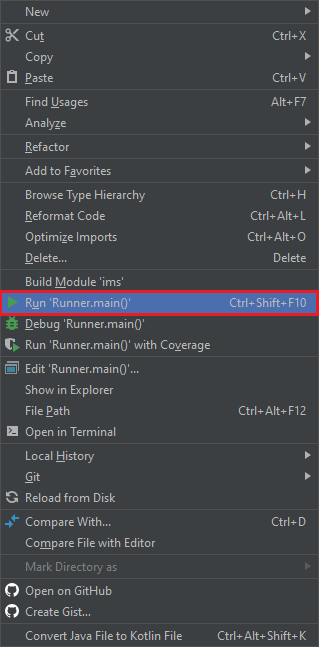 New
Cut Ctrl+X
Copy
Paste Ctrl+V
Find Usages Alt+F7
Analyze
Refactor
Add to Favorites
Browse Type Hierarchy Ctrl+H
Reformat Code Ctrl+Alt+L
Optimize Imports Ctrl+Alt+O
Delete... Delete
Build Module 'ims'
Run 'Runner.main()' Ctrl+Shift+F10
Debug 'Runner.main()'
Run 'Runner.main()' with Coverage
Edit 'Runner.main()'...
Show in Explorer
File Path Ctrl+Alt+F12
Open in Terminal
Local History
Git
Reload from Disk
Compare With... Ctrl+D
Compare File with Editor
Mark Directory as
Open on GitHub
Create Gist...
Convert Java File to Kotlin File Ctrl+Alt+Shift+K